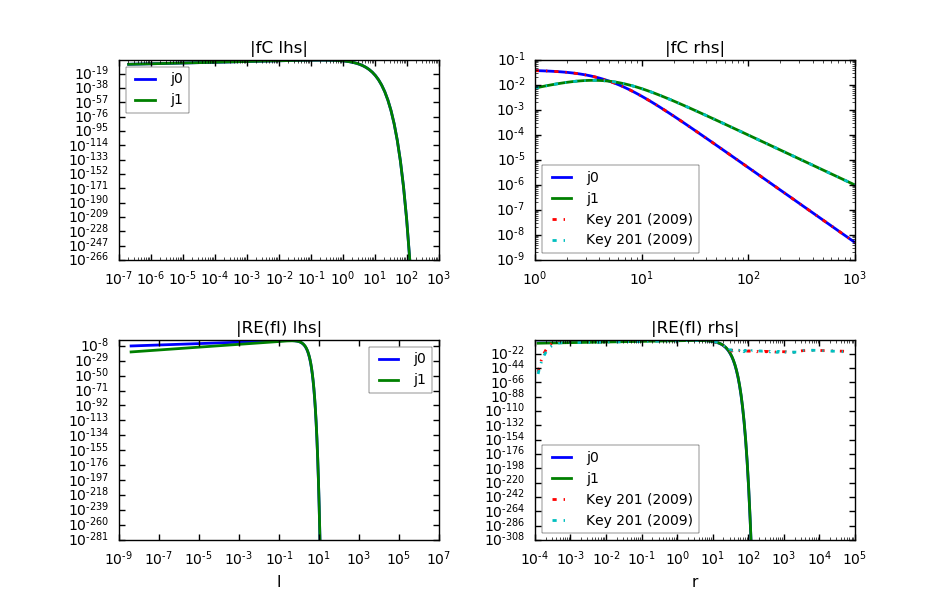 |fC lhs|
10^-19
10^-38
10^-57
10^-76
10^-95
10^-114
10^-133
10^-152
10^-171
10^-190
10^-209
10^-228
10^-247
10^-266
j0
j1
10^-7 10^-6 10^-5 10^-4 10^-3 10^-2 10^-1 10^0 10^1 10^2 10^3
|fC rhs|
10^-1
10^-2
10^-3
10^-4
10^-5
10^-6
10^-7
10^-8
10^-9
j0
j1
Key 201 (2009)
Key 201 (2009)
10^0 10^1 10^2 10^3
|RE(fl) lhs|
10^-8
10^-29
10^-50
10^-71
10^-92
10^-113
10^-134
10^-155
10^-176
10^-197
10^-218
10^-239
10^-260
10^-281
j0
j1
10^-9 10^-7 10^-5 10^-3 10^-1 10^1 10^3 10^5 10^7
l
|RE(fl) rhs|
10^-22
10^-44
10^-66
10^-88
10^-110
10^-132
10^-154
10^-176
10^-198
10^-220
10^-242
10^-264
10^-286
10^-308
j0
j1
Key 201 (2009)
Key 201 (2009)
10^-4 10^-3 10^-2 10^-1 10^0 10^1 10^2 10^3 10^4 10^5
r